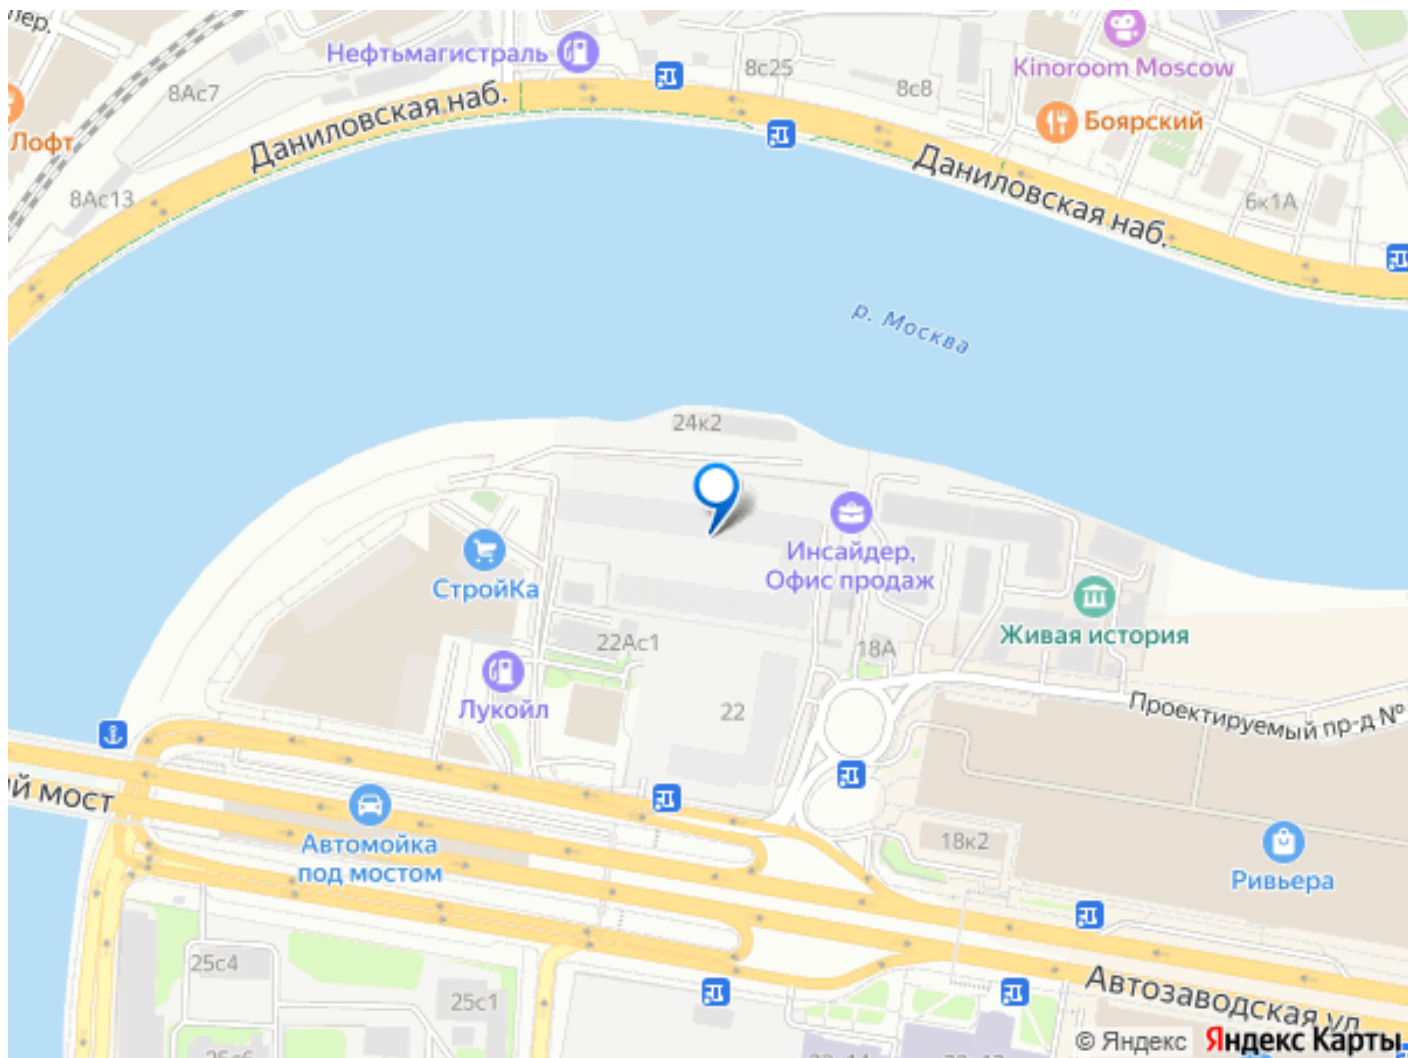 пер.
Нефтьмагистраль
8с25
8с8
Kinoroom Moscow
8Ас7
Даниловская наб.
Боярский
Лофт
Даниловская наб.
8Ас13
6к1А
р. Москва
24к2
Инсайдер,
Офис продаж
СтройКа
22Ас1
18А
Живая история
Лукойл
22
Проектируемый пр-д №
ий мост
Автомойка
под мостом
18к2
Ривьера
25с4
25с1
Автозаводская ул.
© Яндекс Яндекс Карты